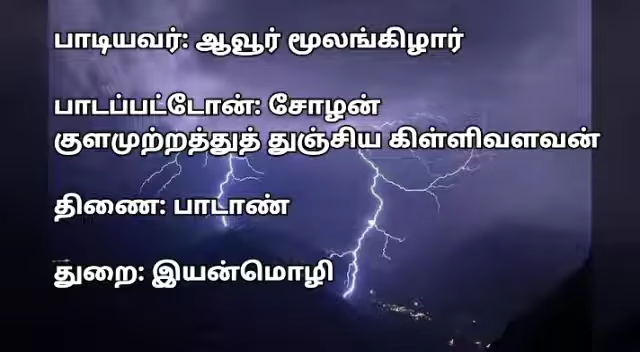 பாடியவர்: ஆவூர் மூலங்கிழார்
பாடப்பட்டோன்: சோழன்
குளமுற்றத்துத் துஞ்சிய கிள்ளிவளவன்
திணை: பாடாண்
துறை: இயன்மொழி